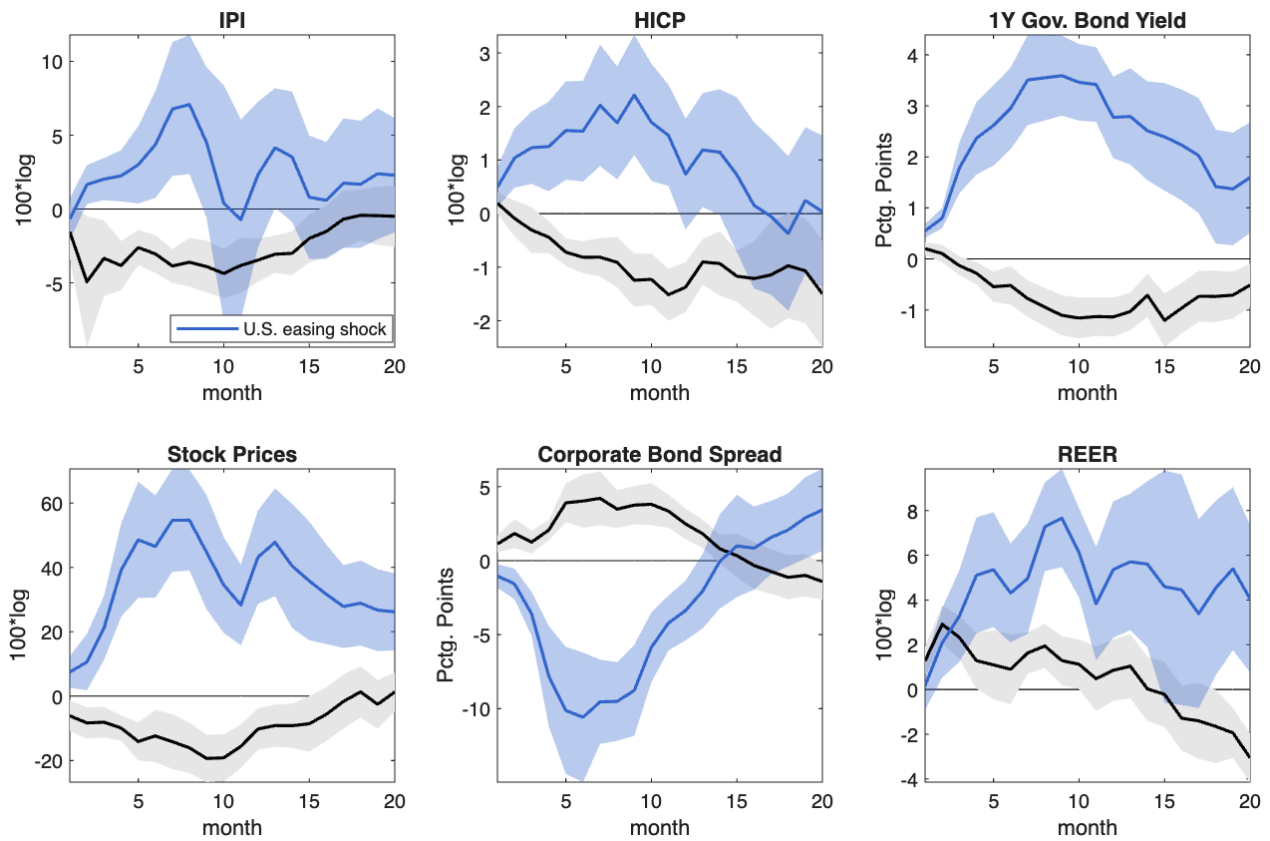 IPI
10
5
0
-5
100*log
U.S. easing shock
5 10 15 20
month
HICP
3
2
1
0
-1
-2
100*log
5 10 15 20
month
1Y Gov. Bond Yield
4
3
2
1
0
-1
Pctg. Points
5 10 15 20
month
Stock Prices
60
40
20
0
-20
100*log
5 10 15 20
month
Corporate Bond Spread
5
0
-5
-10
Pctg. Points
5 10 15 20
month
REER
8
6
4
2
0
-2
-4
100*log
5 10 15 20
month